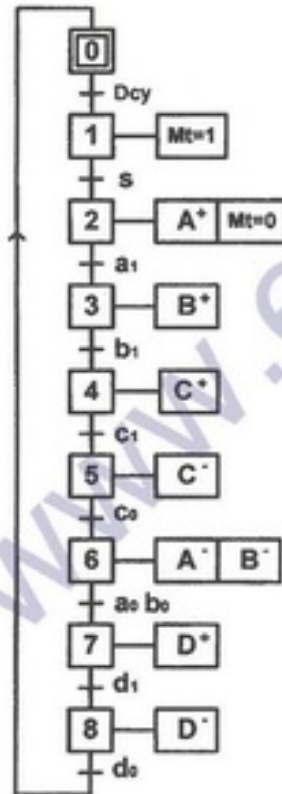 0
Dcy
1 Mt=1
s
2 A⁺ Mt=0
a₁
3 B⁺
b₁
4 C⁺
c₁
5 C⁻
c₀
6 A⁻ B⁻
a₀ b₀
7 D⁺
d₁
8 D⁻
d₀
www.